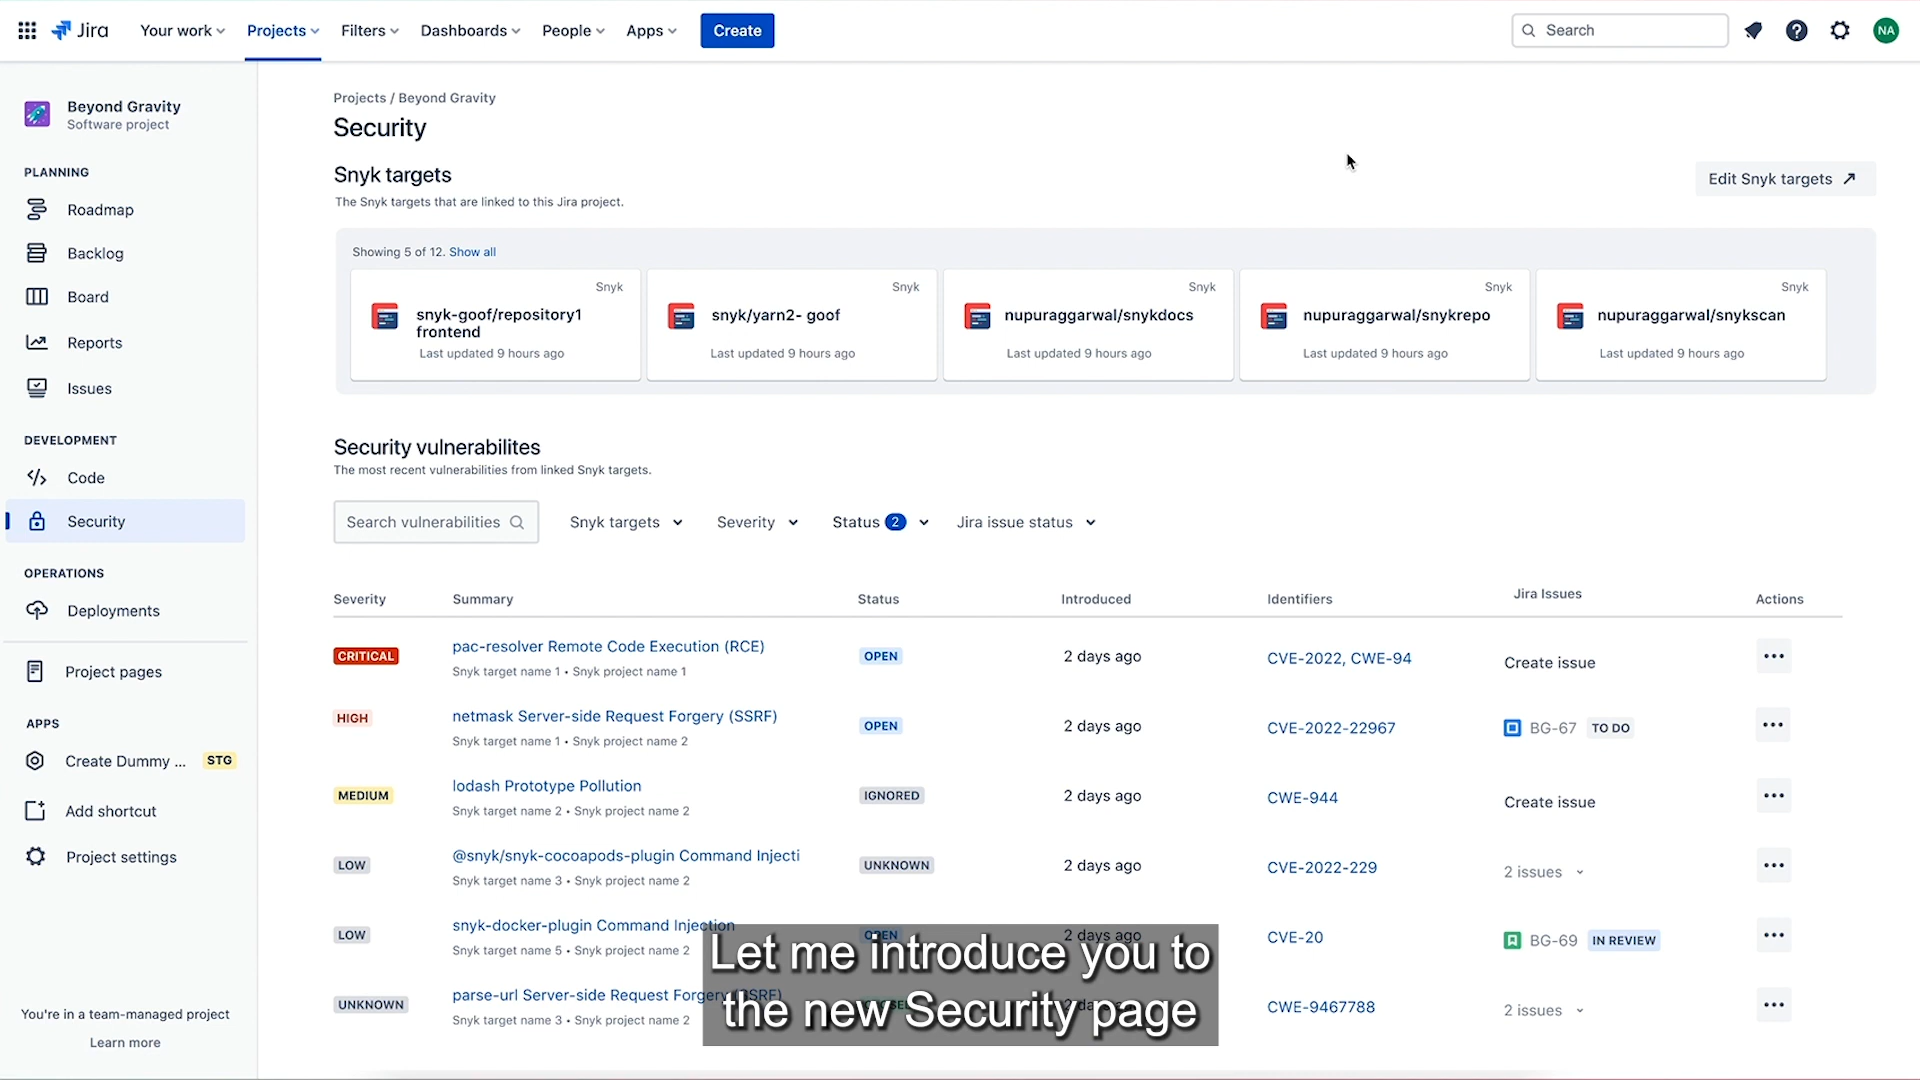 Jira
Your work
Projects
Filters
Dashboards
People
Apps
Create
Search
NA
Beyond Gravity
Software project
PLANNING
Roadmap
Backlog
Board
Reports
Issues
DEVELOPMENT
Code
Security
OPERATIONS
Deployments
Project pages
APPS
Create Dummy ... STG
Add shortcut
Project settings
You're in a team-managed project
Learn more
Projects / Beyond Gravity
Security
Snyk targets
The Snyk targets that are linked to this Jira project.
Edit Snyk targets
Showing 5 of 12. Show all
Snyk
snyk-goof/repository1
frontend
Last updated 9 hours ago
Snyk
snyk/yarn2- goof
Last updated 9 hours ago
Snyk
nupuraggarwal/snykdocs
Last updated 9 hours ago
Snyk
nupuraggarwal/snykrepo
Last updated 9 hours ago
Snyk
nupuraggarwal/snykscan
Last updated 9 hours ago
Security vulnerabilites
The most recent vulnerabilities from linked Snyk targets.
Search vulnerabilities
Snyk targets
Severity
Status 2
Jira issue status
Severity Summary Status Introduced Identifiers Jira Issues Actions
CRITICAL pac-resolver Remote Code Execution (RCE) OPEN 2 days ago CVE-2022, CWE-94 Create issue
Snyk target name 1 • Snyk project name 1
HIGH netmask Server-side Request Forgery (SSRF) OPEN 2 days ago CVE-2022-22967 BG-67 TO DO
Snyk target name 1 • Snyk project name 2
MEDIUM lodash Prototype Pollution IGNORED 2 days ago CWE-944 Create issue
Snyk target name 2 • Snyk project name 2
LOW @snyk/snyk-cocoapods-plugin Command Injecti UNKNOWN 2 days ago CVE-2022-229 2 issues
Snyk target name 3 • Snyk project name 2
LOW snyk-docker-plugin Command Injection OPEN 2 days ago CVE-20 BG-69 IN REVIEW
Snyk target name 5 • Snyk project name 2
UNKNOWN parse-url Server-side Request Forgery (SSRF) CWE-9467788 2 issues
Snyk target name 3 • Snyk project name 2
Let me introduce you to
the new Security page